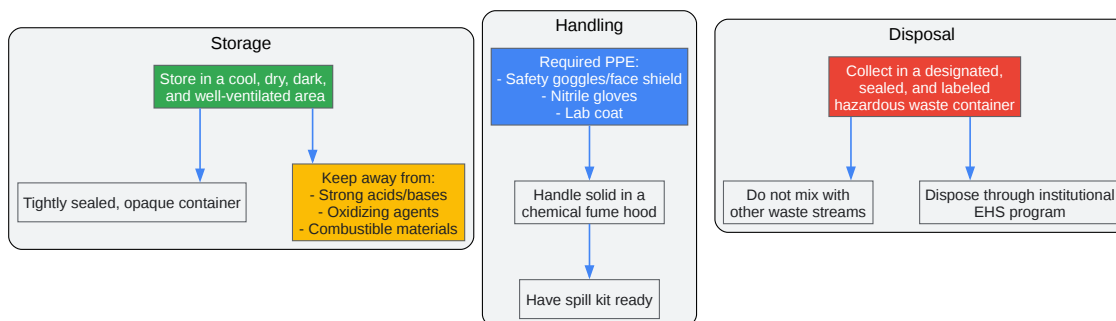 Storage
Store in a cool, dry, dark,
and well-ventilated area
Tightly sealed, opaque container
Keep away from:
- Strong acids/bases
- Oxidizing agents
- Combustible materials
Handling
Required PPE:
- Safety goggles/face shield
- Nitrile gloves
- Lab coat
Handle solid in a
chemical fume hood
Have spill kit ready
Disposal
Collect in a designated,
sealed, and labeled
hazardous waste container
Do not mix with
other waste streams
Dispose through institutional
EHS program